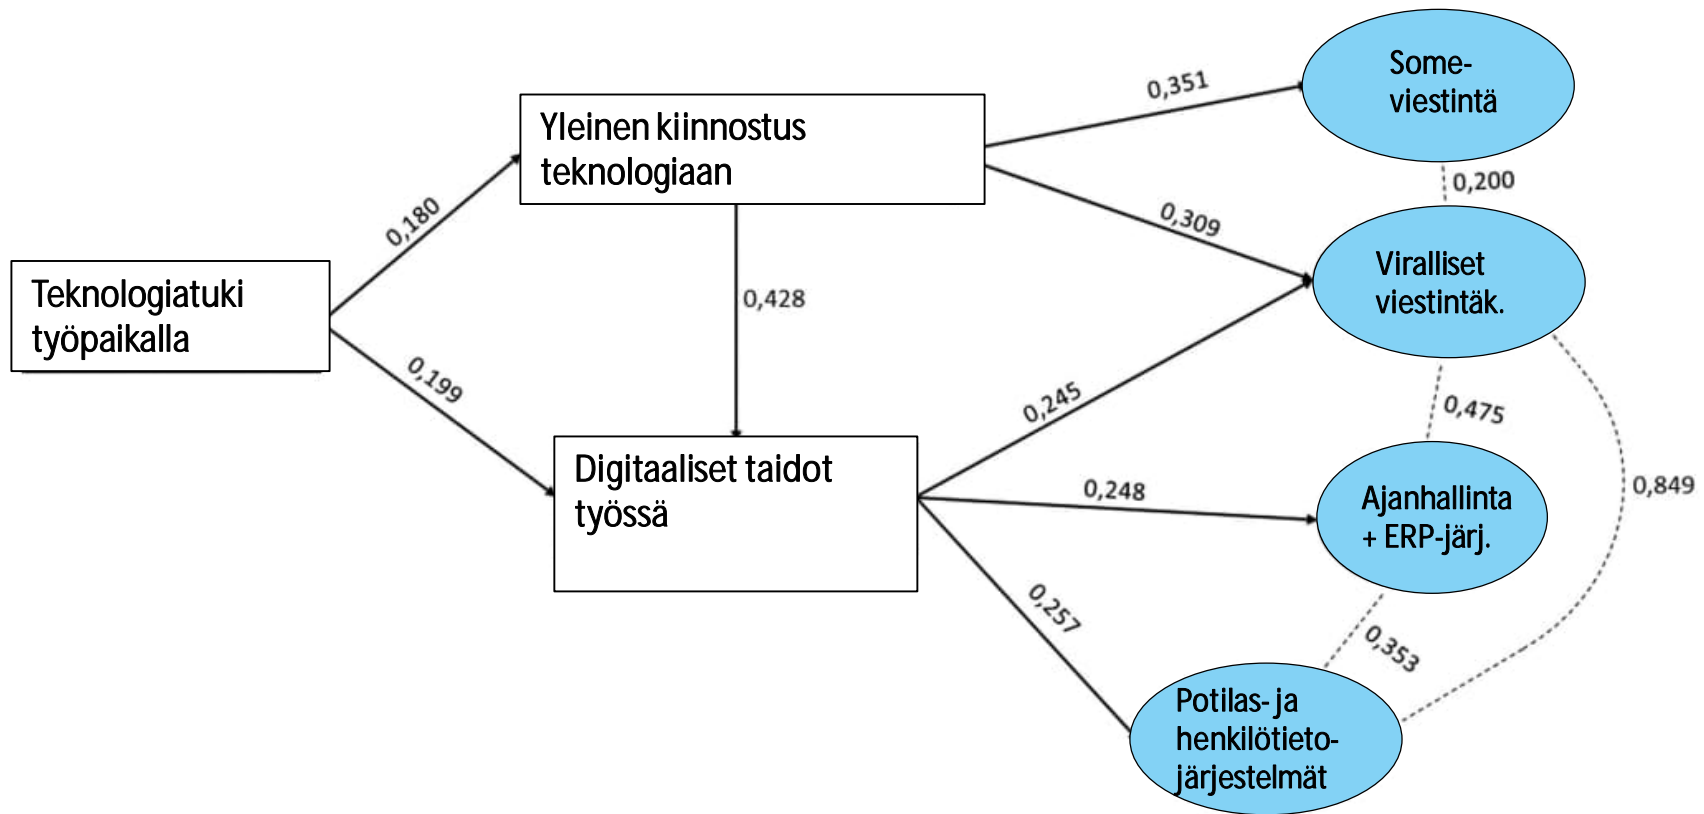 Some-
viestintä
0,351
0,200
Yleinen kiinnostus
teknologiaan
0,309
0,180
Viralliset
viestintäk.
Teknologiatuki
työpaikalla
0,428
0,199
0,245
0,475
Digitaaliset taidot
työssä
0,248
Ajanhallinta
+ ERP-järj.
0,849
0,257
0,353
Potilas- ja
henkilötieto-
järjestelmät